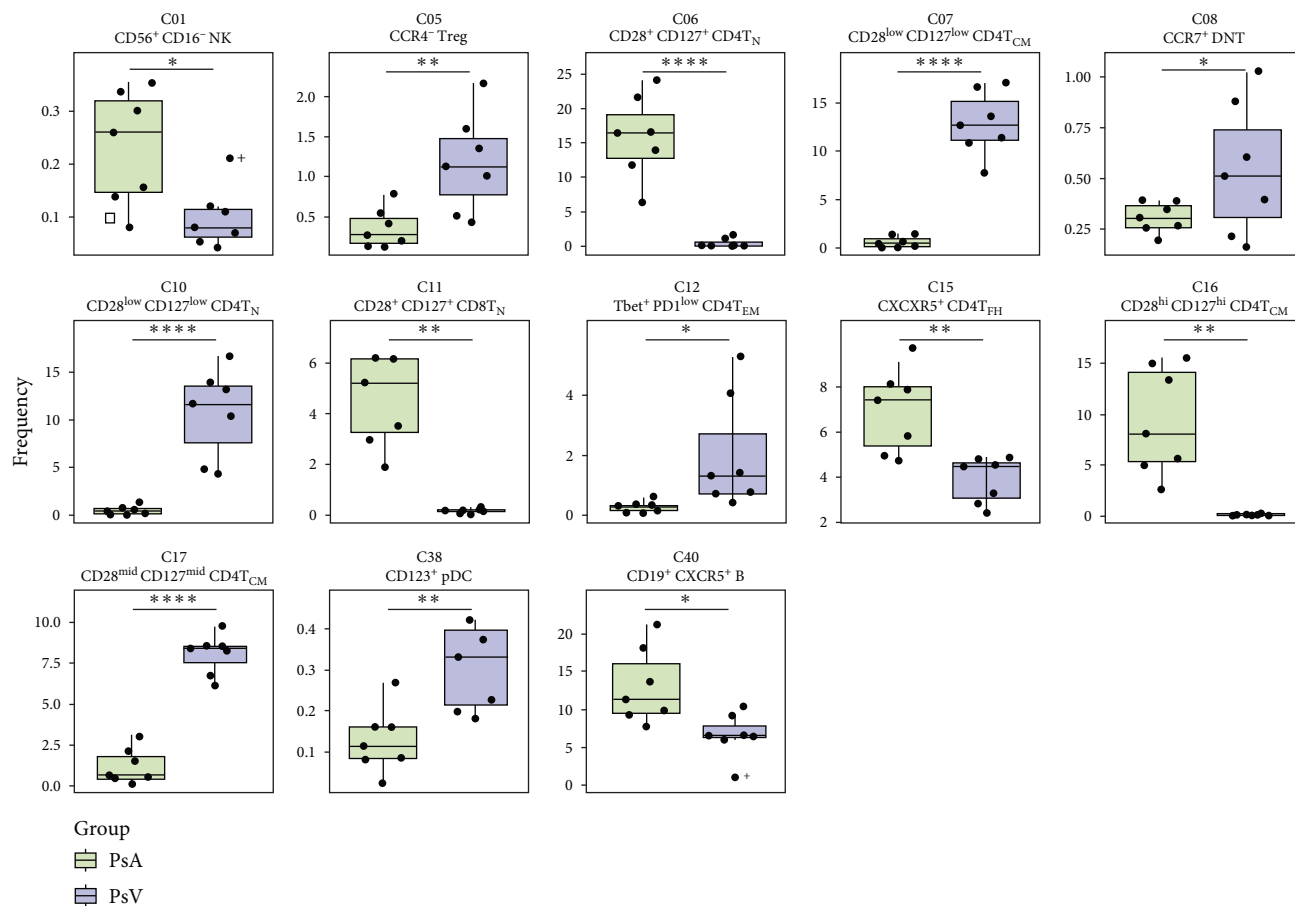 C01
CD56⁺ CD16⁻ NK
*
0.3
0.2
0.1
+
C05
CCR4⁻ Treg
**
2.0
1.5
1.0
0.5
C06
CD28⁺ CD127⁺ CD4T_N
****
25
20
15
10
5
0
C07
CD28^low CD127^low CD4T_CM
****
15
10
5
0
C08
CCR7⁺ DNT
*
1.00
0.75
0.50
0.25
Frequency
C10
CD28^low CD127^low CD4T_N
****
15
10
5
0
C11
CD28⁺ CD127⁺ CD8T_N
**
6
4
2
0
C12
Tbet⁺ PD1^low CD4T_EM
*
4
2
0
C15
CXCXR5⁺ CD4T_FH
**
8
6
4
2
C16
CD28^hi CD127^hi CD4T_CM
**
15
10
5
0
C17
CD28^mid CD127^mid CD4T_CM
****
10.0
7.5
5.0
2.5
0.0
C38
CD123⁺ pDC
**
0.4
0.3
0.2
0.1
C40
CD19⁺ CXCR5⁺ B
*
20
15
10
5
0
+
Group
PsA
PsV